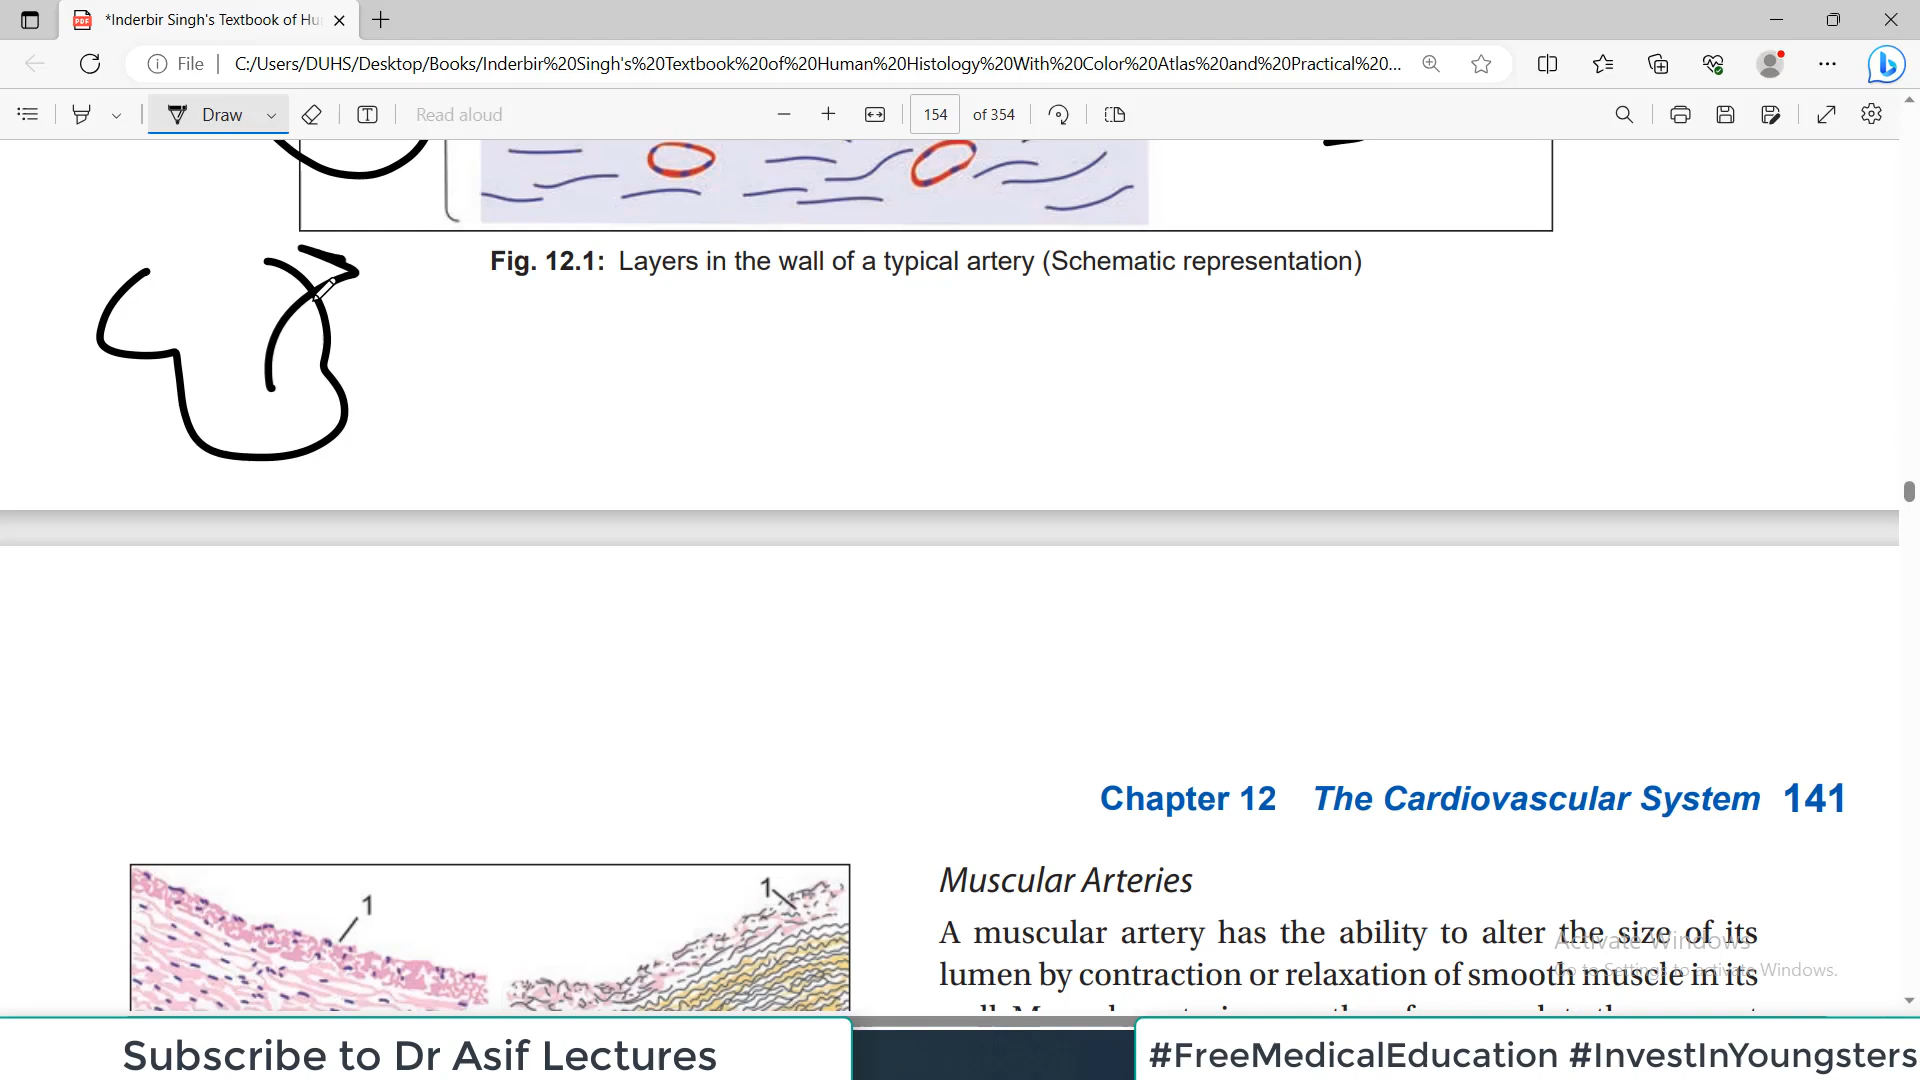 *Inderbir Singh's Textbook of Hu
File
C:/Users/DUHS/Desktop/Books/Inderbir%20Singh's%20Textbook%20of%20Human%20Histology%20With%20Color%20Atlas%20and%20Practical%20...
Draw
Read aloud
154 of 354
Fig. 12.1: Layers in the wall of a typical artery (Schematic representation)
Chapter 12 The Cardiovascular System 141
1
1
Muscular Arteries
A muscular artery has the ability to alter the size of its
lumen by contraction or relaxation of smooth muscle in its
Activate Windows
Go to Settings to activate Windows.
Subscribe to Dr Asif Lectures
#FreeMedicalEducation #InvestInYoungsters